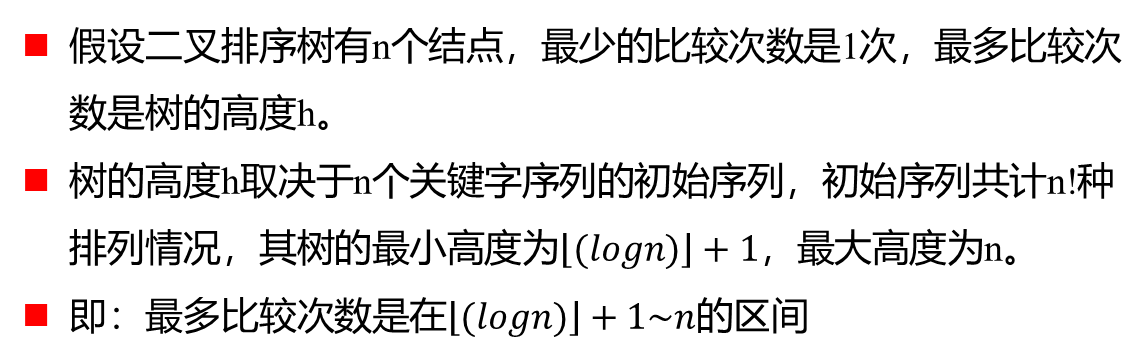 假设二叉排序树有n个结点，最少的比较次数是1次，最多比较次
数是树的高度h。
树的高度h取决于n个关键字序列的初始序列，初始序列共计n!种
排列情况，其树的最小高度为⌊(logn)⌋ + 1，最大高度为n。
即：最多比较次数是在⌊(logn)⌋ + 1~n的区间